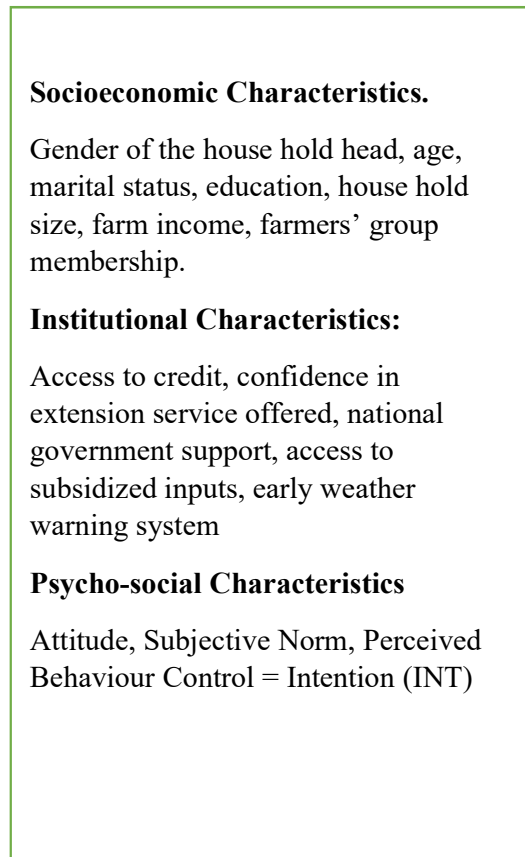 Socioeconomic Characteristics.
Gender of the house hold head, age,
marital status, education, house hold
size, farm income, farmers’ group
membership.
Institutional Characteristics:
Access to credit, confidence in
extension service offered, national
government support, access to
subsidized inputs, early weather
warning system
Psycho-social Characteristics
Attitude, Subjective Norm, Perceived
Behaviour Control = Intention (INT)